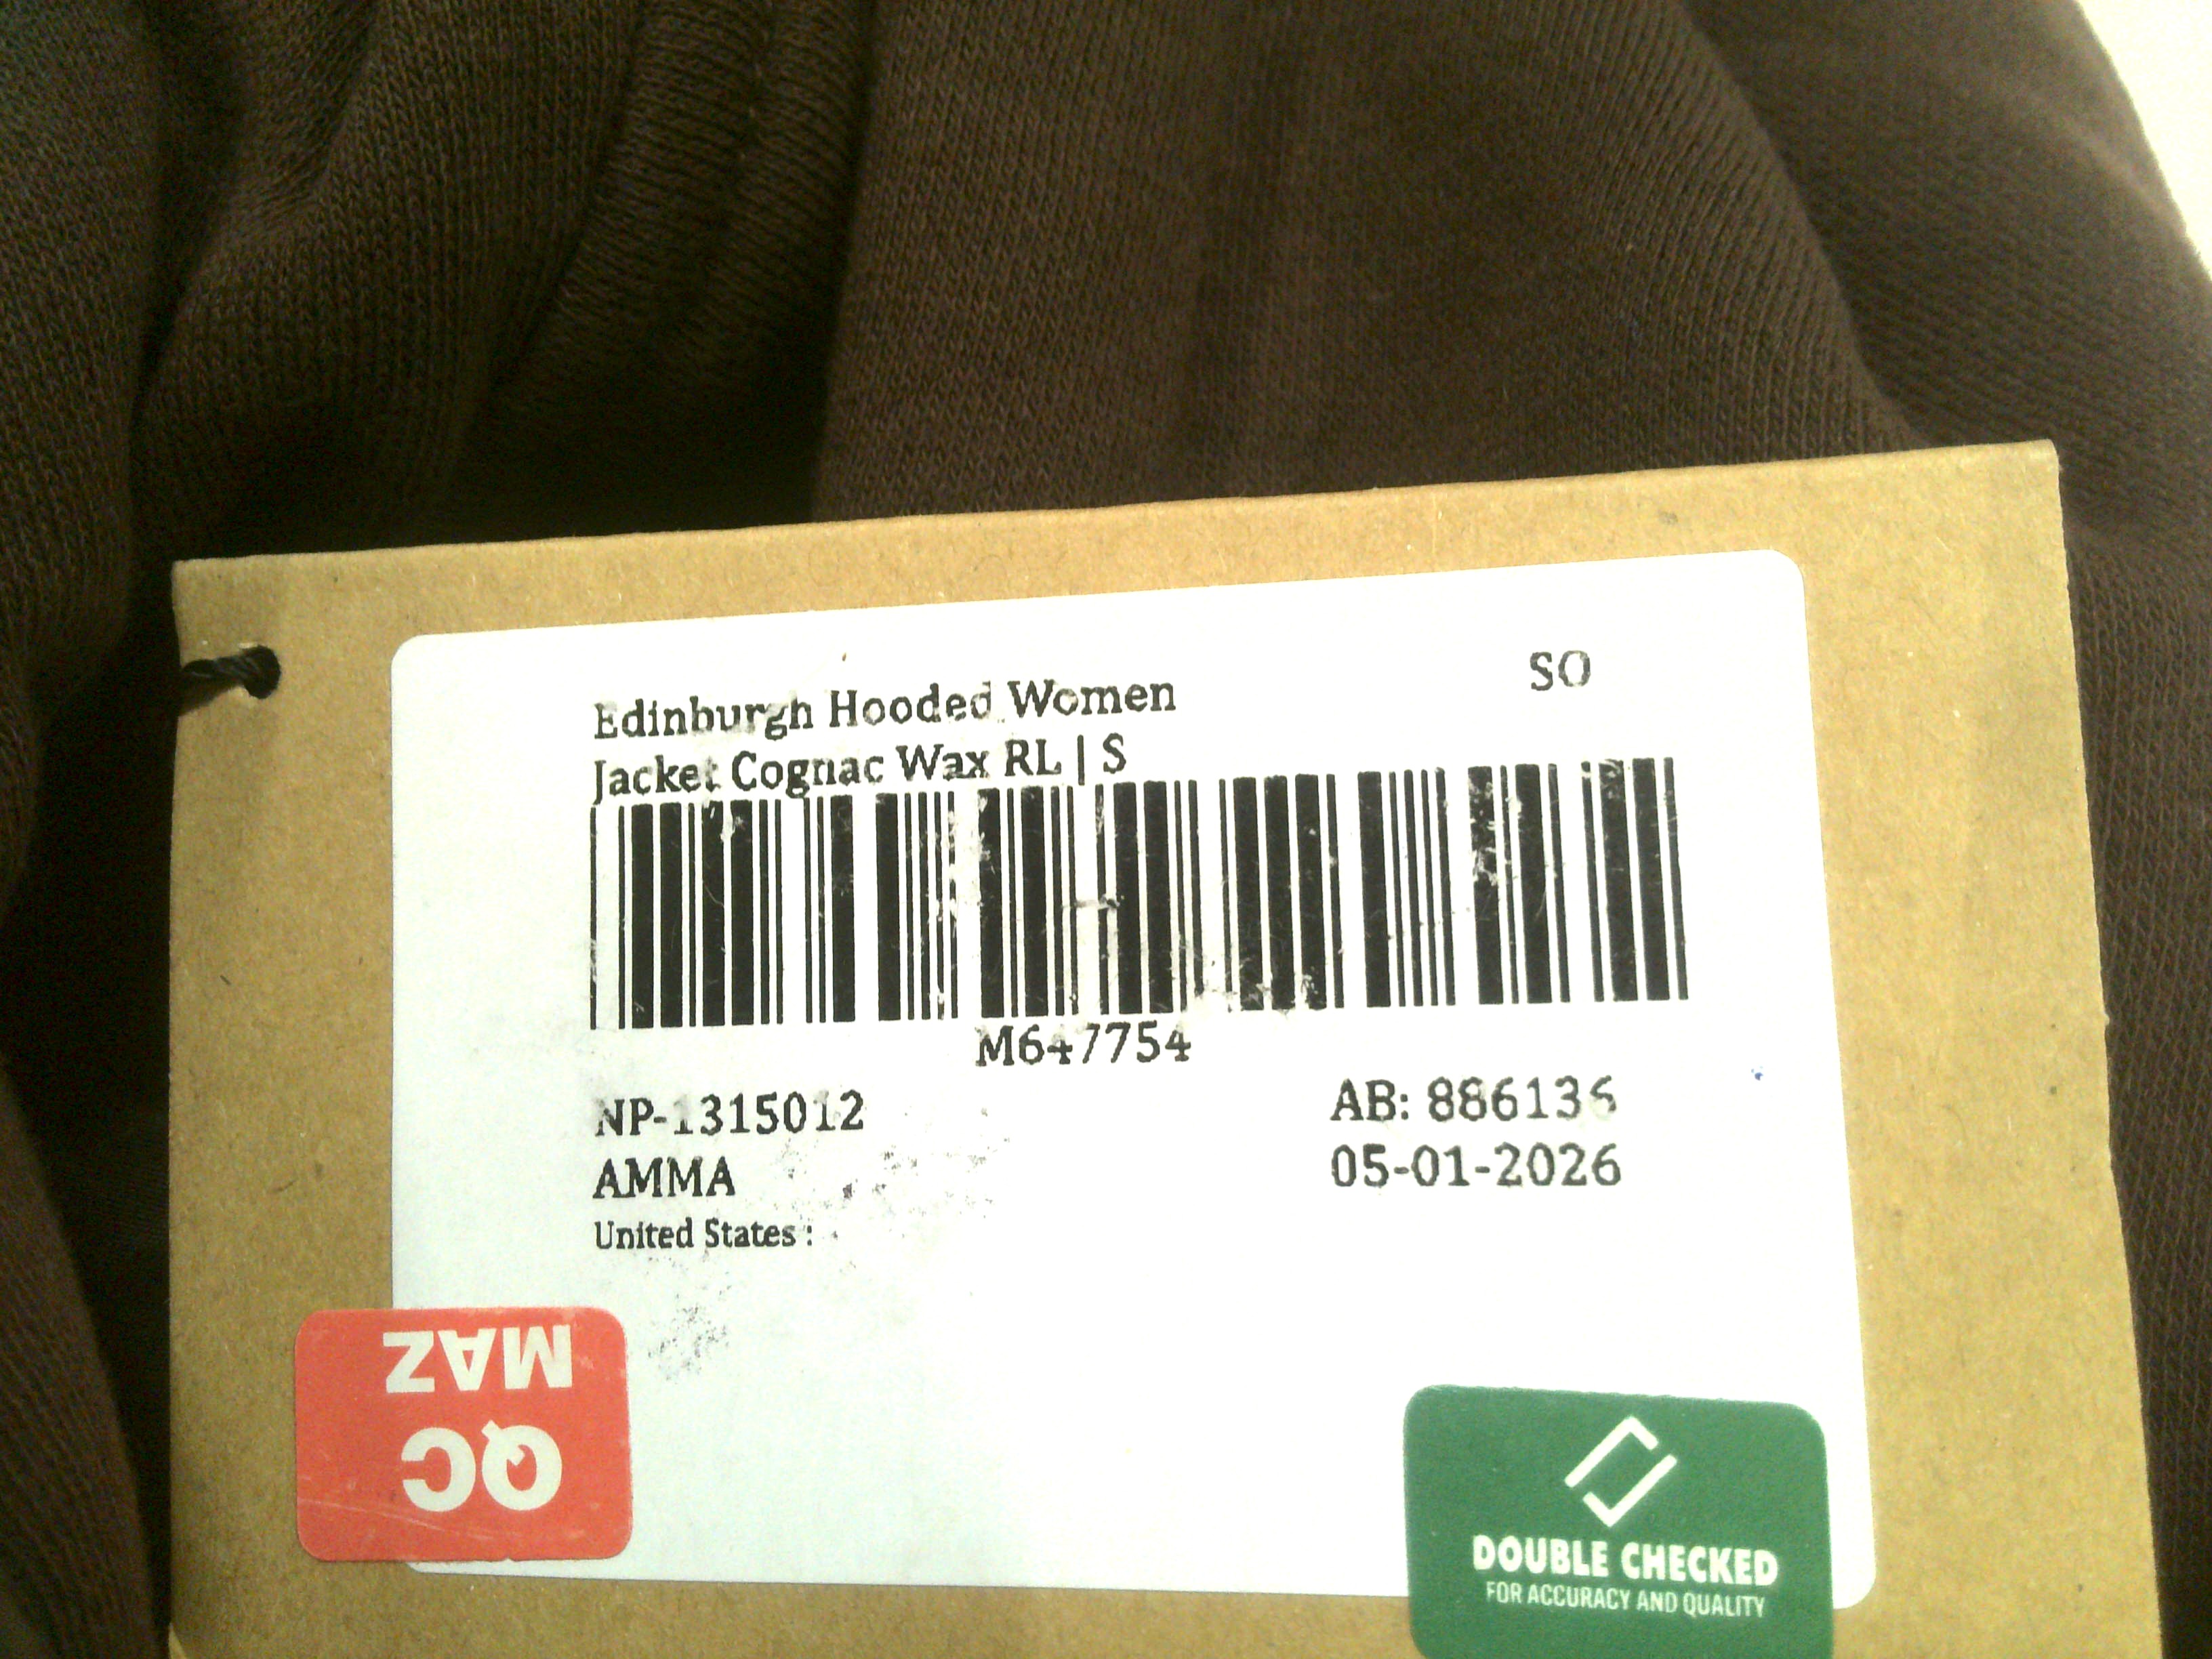 Edinburgh Hooded Women
Jacket Cognac Wax RL | S
SO
M647754
NP-1315012
AB: 886136
AMMA
05-01-2026
United States :
QC
MAZ
DOUBLE CHECKED
FOR ACCURACY AND QUALITY